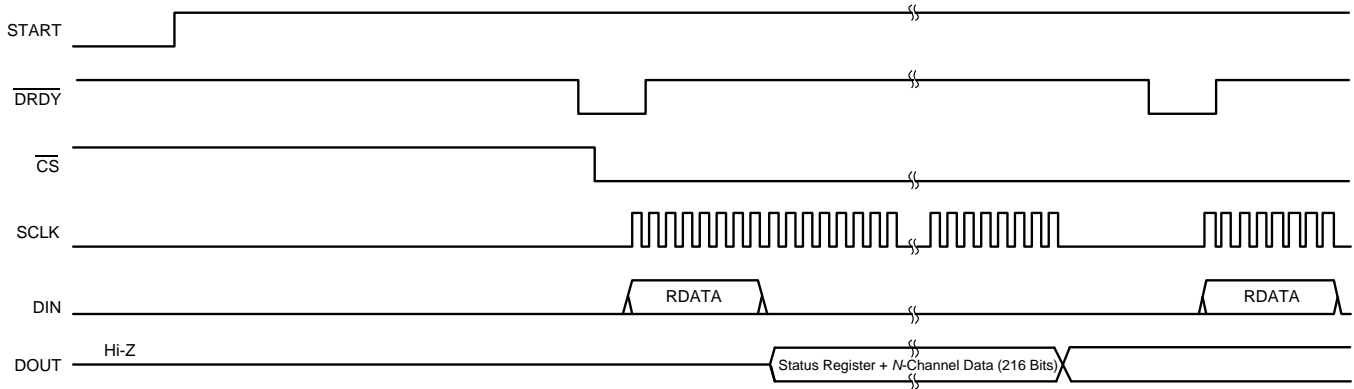 START
DRDY
CS
SCLK
DIN
RDATA
RDATA
DOUT
Hi-Z
Status Register + N-Channel Data (216 Bits)